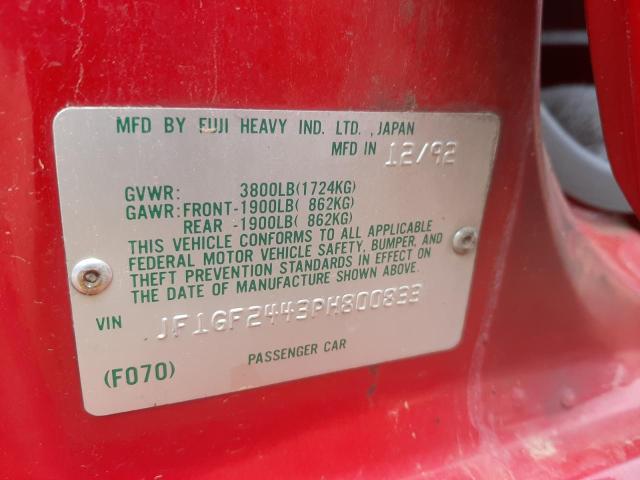 MFD BY FUJI HEAVY IND. LTD. ,JAPAN
MFD IN 12/92
GVWR: 3800LB(1724KG)
GAWR:FRONT-1900LB( 862KG)
REAR -1900LB( 862KG)
THIS VEHICLE CONFORMS TO ALL APPLICABLE
FEDERAL MOTOR VEHICLE SAFETY, BUMPER, AND
THEFT PREVENTION STANDARDS IN EFFECT ON
THE DATE OF MANUFACTURE SHOWN ABOVE.
VIN JF1GF2443PH800833
(F070) PASSENGER CAR